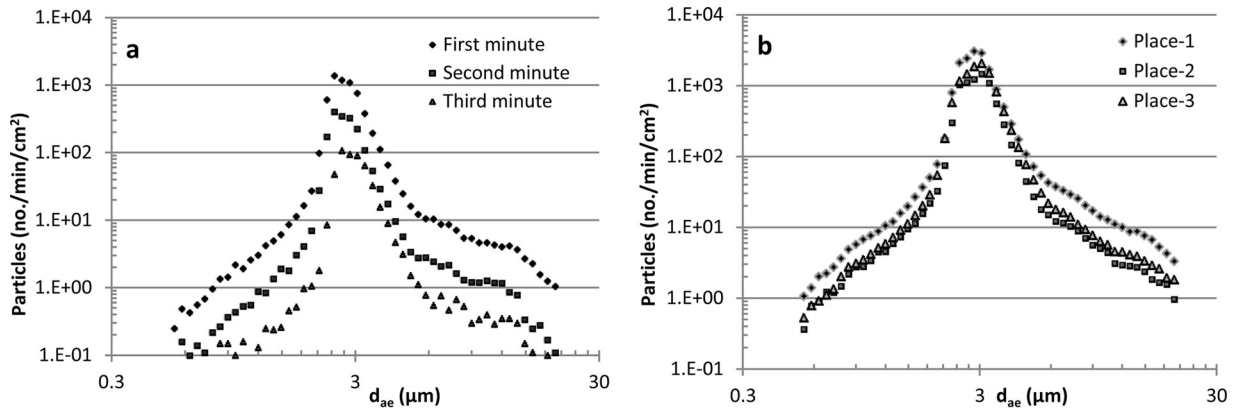 a
Particles (no./min/cm²)
1.E+04
1.E+03
1.E+02
1.E+01
1.E+00
1.E-01
First minute
Second minute
Third minute
0.3
3
30
dae (µm)
b
Particles (no./min/cm²)
1.E+04
1.E+03
1.E+02
1.E+01
1.E+00
1.E-01
Place-1
Place-2
Place-3
0.3
3
30
dae (µm)